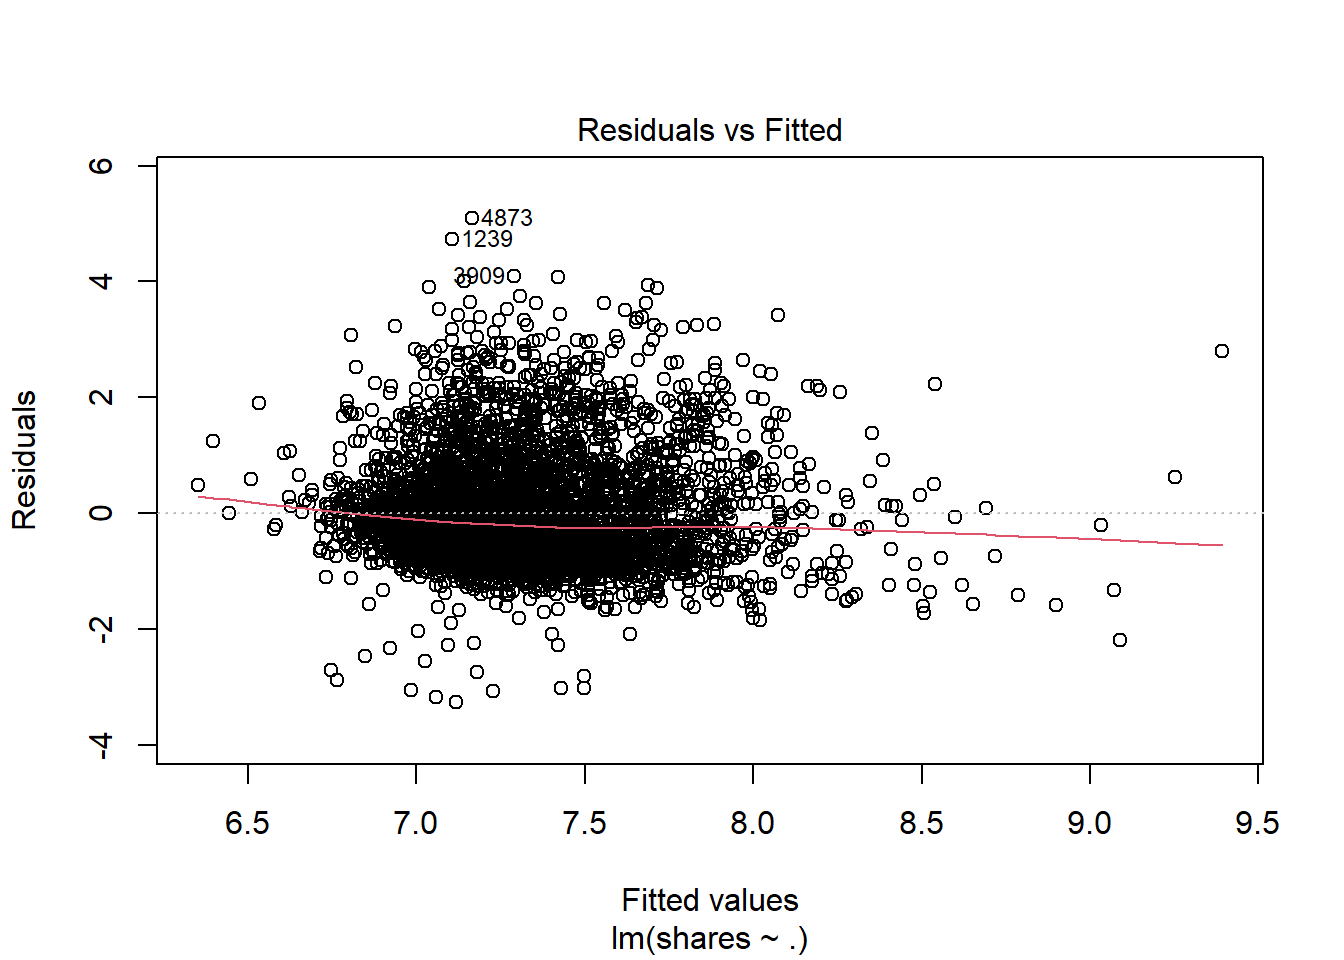 Residuals vs Fitted
Residuals
6
4
2
0
-2
-4
4873
1239
3909
6.5 7.0 7.5 8.0 8.5 9.0 9.5
Fitted values
lm(shares ~ .)